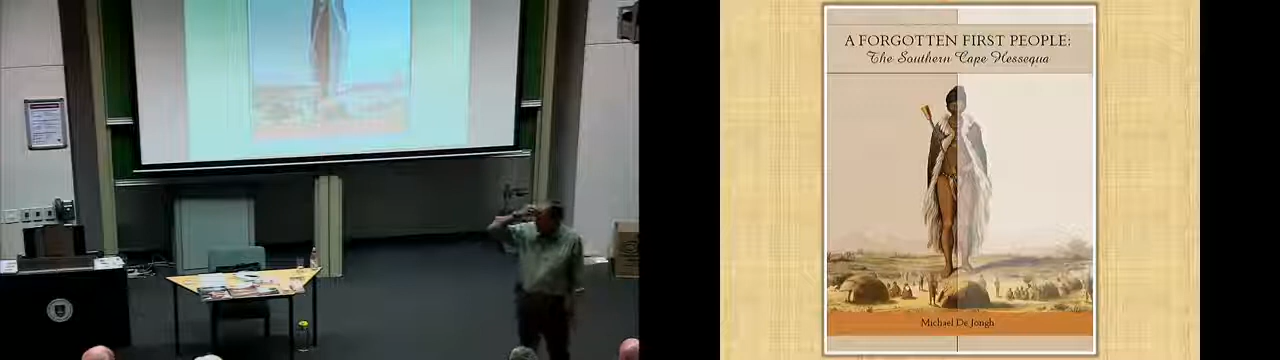 A FORGOTTEN FIRST PEOPLE:
The Southern Cape Hessequa
Michael De Jongh